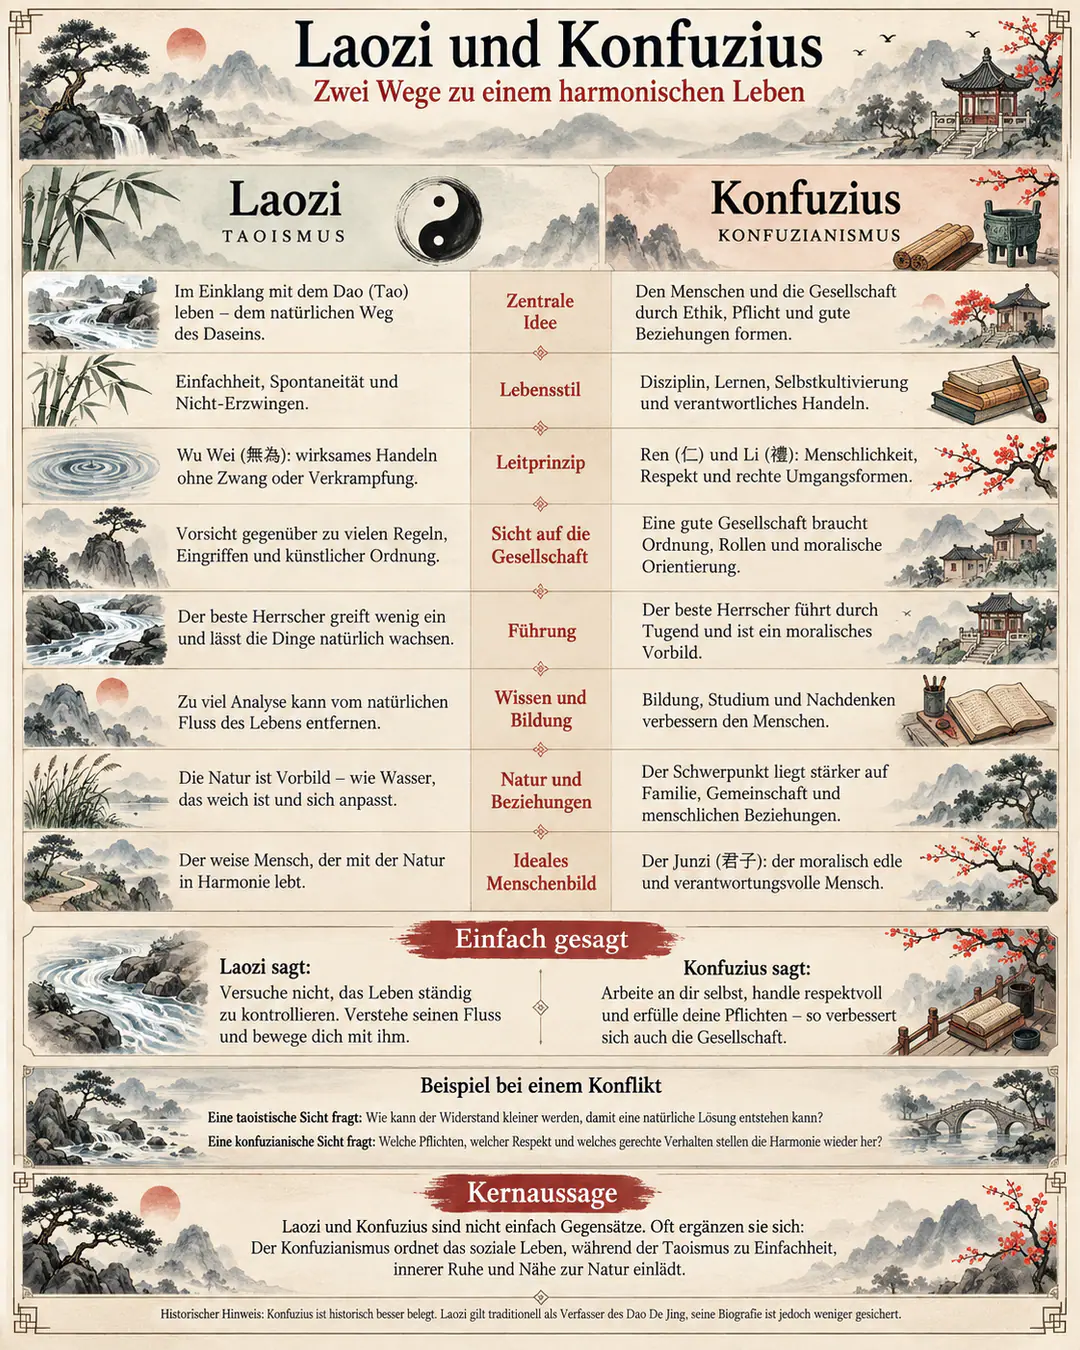 Laozi und Konfuzius
Zwei Wege zu einem harmonischen Leben
Laozi
TAOISMUS
Konfuzius
KONFUZIANISMUS
Im Einklang mit dem Dao (Tao)
leben – dem natürlichen Weg
des Daseins.
Zentrale
Idee
Den Menschen und die Gesellschaft
durch Ethik, Pflicht und gute
Beziehungen formen.
Einfachheit, Spontaneität und
Nicht-Erzwingen.
Lebensstil
Disziplin, Lernen, Selbstkultivierung
und verantwortliches Handeln.
Wu Wei (無為): wirksames Handeln
ohne Zwang oder Verkrampfung.
Leitprinzip
Ren (仁) und Li (禮): Menschlichkeit,
Respekt und rechte Umgangsformen.
Vorsicht gegenüber zu vielen Regeln,
Eingriffen und künstlicher Ordnung.
Sicht auf die
Gesellschaft
Eine gute Gesellschaft braucht
Ordnung, Rollen und moralische
Orientierung.
Der beste Herrscher greift wenig ein
und lässt die Dinge natürlich wachsen.
Führung
Der beste Herrscher führt durch
Tugend und ist ein moralisches
Vorbild.
Zu viel Analyse kann vom natürlichen
Fluss des Lebens entfernen.
Wissen und
Bildung
Bildung, Studium und Nachdenken
verbessern den Menschen.
Die Natur ist Vorbild – wie Wasser,
das weich ist und sich anpasst.
Natur und
Beziehungen
Der Schwerpunkt liegt stärker auf
Familie, Gemeinschaft und
menschlichen Beziehungen.
Der weise Mensch, der mit der Natur
in Harmonie lebt.
Ideales
Menschenbild
Der Junzi (君子): der moralisch edle
und verantwortungsvolle Mensch.
Einfach gesagt
Laozi sagt:
Versuche nicht, das Leben ständig
zu kontrollieren. Verstehe seinen Fluss
und bewege dich mit ihm.
Konfuzius sagt:
Arbeite an dir selbst, handle respektvoll
und erfülle deine Pflichten – so verbessert
sich auch die Gesellschaft.
Beispiel bei einem Konflikt
Eine taoistische Sicht fragt: Wie kann der Widerstand kleiner werden, damit eine natürliche Lösung entstehen kann?
Eine konfuzianische Sicht fragt: Welche Pflichten, welcher Respekt und welches gerechte Verhalten stellen die Harmonie wieder her?
Kernaussage
Laozi und Konfuzius sind nicht einfach Gegensätze. Oft ergänzen sie sich:
Der Konfuzianismus ordnet das soziale Leben, während der Taoismus zu Einfachheit,
innerer Ruhe und Nähe zur Natur einlädt.
Historischer Hinweis: Konfuzius ist historisch besser belegt. Laozi gilt traditionell als Verfasser des Dao De Jing, seine Biografie ist jedoch weniger gesichert.